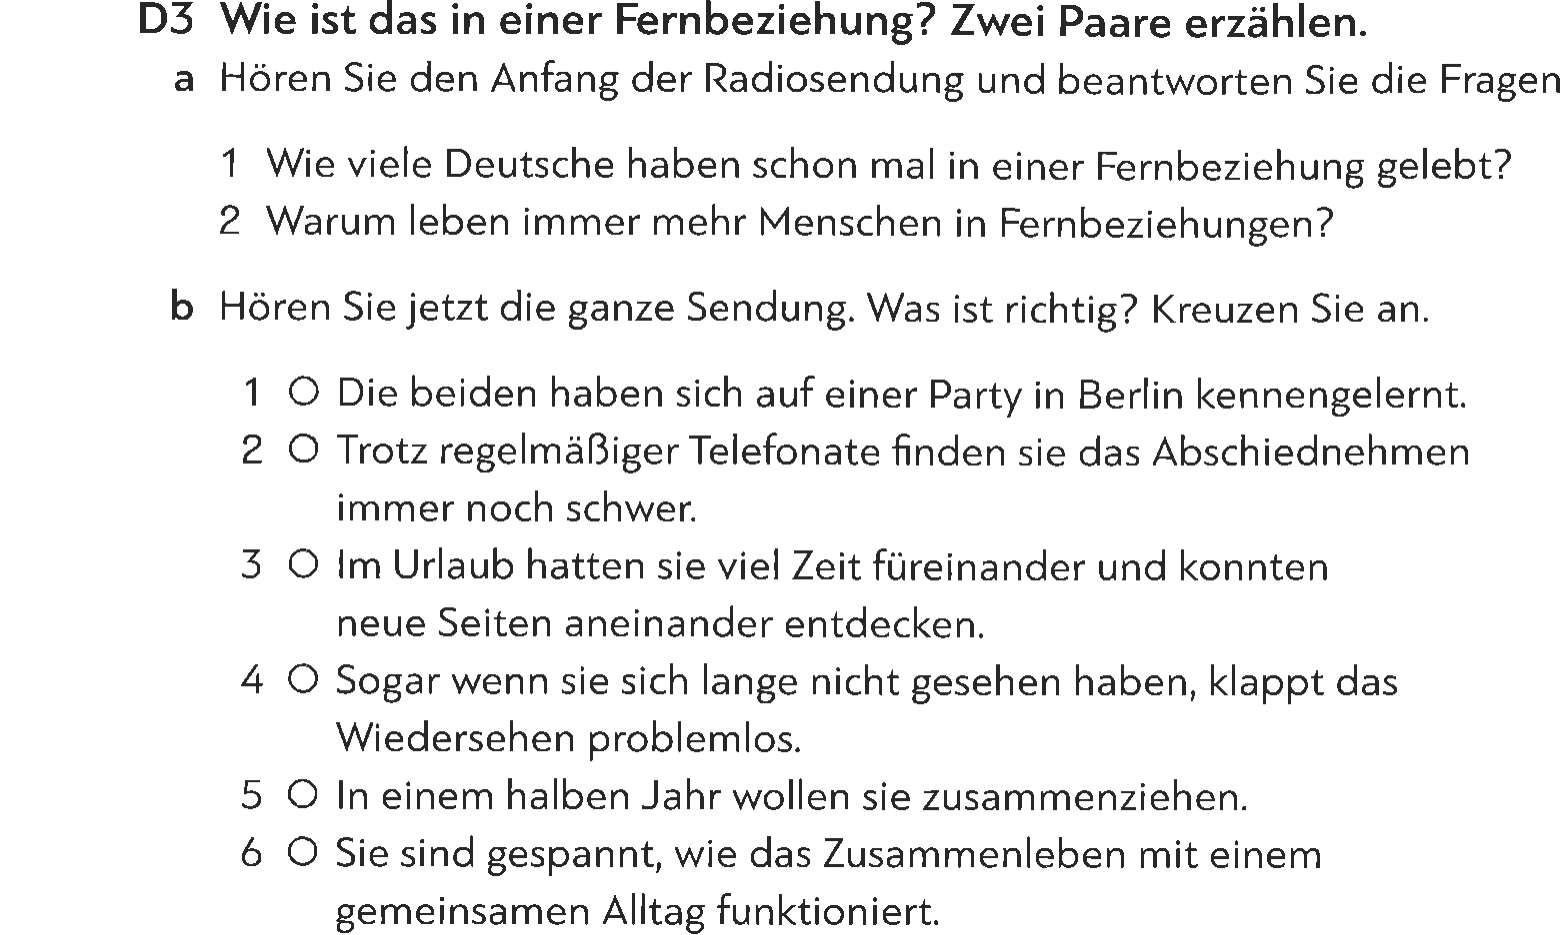 D3 Wie ist das in einer Fernbeziehung? Zwei Paare erzählen.
a Hören Sie den Anfang der Radiosendung und beantworten Sie die Fragen
1 Wie viele Deutsche haben schon mal in einer Fernbeziehung gelebt?
2 Warum leben immer mehr Menschen in Fernbeziehungen?
b Hören Sie jetzt die ganze Sendung. Was ist richtig? Kreuzen Sie an.
1 ○ Die beiden haben sich auf einer Party in Berlin kennengelernt.
2 ○ Trotz regelmäßiger Telefonate finden sie das Abschiednehmen
immer noch schwer.
3 ○ Im Urlaub hatten sie viel Zeit füreinander und konnten
neue Seiten aneinander entdecken.
4 ○ Sogar wenn sie sich lange nicht gesehen haben, klappt das
Wiedersehen problemlos.
5 ○ In einem halben Jahr wollen sie zusammenziehen.
6 ○ Sie sind gespannt, wie das Zusammenleben mit einem
gemeinsamen Alltag funktioniert.